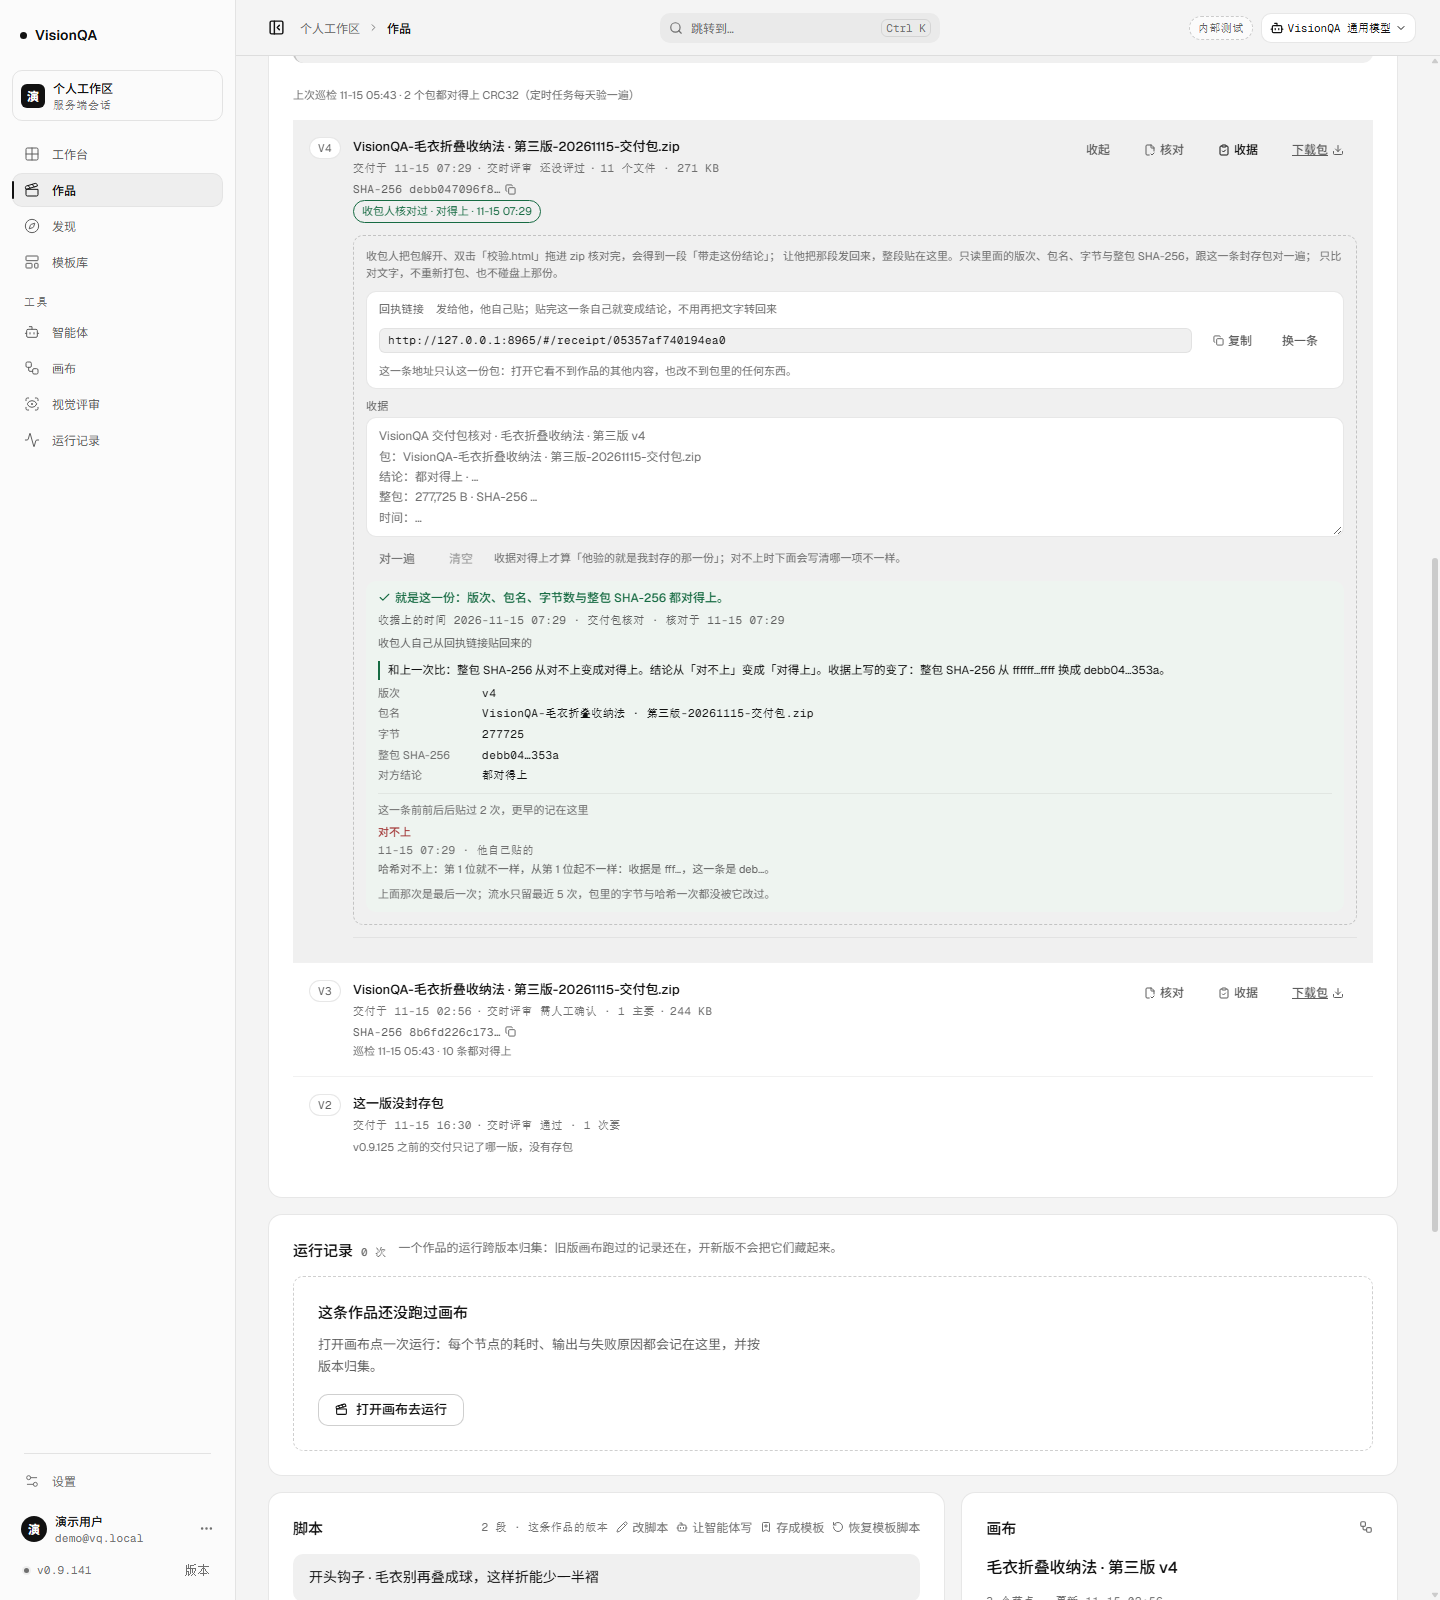 VisionQA
演
个人工作区
服务端会话
工作台
作品
发现
模板库
工具
智能体
画布
视觉评审
运行记录
设置
演
演示用户
demo@vq.local
v0.9.141
版本
个人工作区
作品
跳转到…
Ctrl K
内部测试
VisionQA 通用模型
上次巡检 11-15 05:43 · 2 个包都对得上 CRC32（定时任务每天验一遍）
V4
VisionQA-毛衣折叠收纳法 · 第三版-20261115-交付包.zip
交付于 11-15 07:29 · 交时评审 还没评过 · 11 个文件 · 271 KB
SHA-256 debb047096f8…
收包人核对过 · 对得上 · 11-15 07:29
收起
核对
收据
下载包
收包人把包解开、双击「校验.html」拖进 zip 核对完，会得到一段「带走这份结论」；让他把那段发回来，整段贴在这里。只读里面的版次、包名、字节与整包 SHA-256，跟这一条封存包对一遍；只比
对文字，不重新打包、也不碰盘上那份。
回执链接 发给他，他自己贴；贴完这一条自己就变成结论，不用再把文字转回来
http://127.0.0.1:8965/#/receipt/05357af740194ea0
复制
换一条
这一条地址只认这一份包：打开它看不到作品的其他内容，也改不到包里的任何东西。
收据
VisionQA 交付包核对 · 毛衣折叠收纳法 · 第三版 v4
包：VisionQA-毛衣折叠收纳法 · 第三版-20261115-交付包.zip
结论：都对得上 · …
整包：277,725 B · SHA-256 …
时间：…
对一遍
清空
收据对得上才算「他验的就是我封存的那一份」；对不上时下面会写清哪一项不一样。
就是这一份：版次、包名、字节数与整包 SHA-256 都对得上。
收据上的时间 2026-11-15 07:29 · 交付包核对 · 核对于 11-15 07:29
收包人自己从回执链接贴回来的
和上一次比：整包 SHA-256 从对不上变成对得上。结论从「对不上」变成「对得上」。收据上写的变了：整包 SHA-256 从 ffffff…ffff 换成 debb04…353a。
版次 v4
包名 VisionQA-毛衣折叠收纳法 · 第三版-20261115-交付包.zip
字节 277725
整包 SHA-256 debb04…353a
对方结论 都对得上
这一条前前后后贴过 2 次，更早的记在这里
对不上
11-15 07:29 · 他自己贴的
哈希对不上：第 1 位就不一样，从第 1 位起不一样：收据是 fff…，这一条是 deb…。
上面那次是最后一次；流水只留最近 5 次，包里的字节与哈希一次都没被它改过。
V3
VisionQA-毛衣折叠收纳法 · 第三版-20261115-交付包.zip
交付于 11-15 02:56 · 交时评审 需人工确认 · 1 主要 · 244 KB
SHA-256 8b6fd226c173…
巡检 11-15 05:43 · 10 条都对得上
核对
收据
下载包
V2
这一版没封存包
交付于 11-15 16:30 · 交时评审 通过 · 1 次要
v0.9.125 之前的交付只记了哪一版，没有存包
运行记录 0 次 一个作品的运行跨版本归集：旧版画布跑过的记录还在，开新版不会把它们藏起来。
这条作品还没跑过画布
打开画布点一次运行：每个节点的耗时、输出与失败原因都会记在这里，并按
版本归集。
打开画布去运行
脚本
2 段 · 这条作品的版本
改脚本
让智能体写
存成模板
恢复模板脚本
开头钩子 · 毛衣别再叠成球，这样折能少一半褶
画布
毛衣折叠收纳法 · 第三版 v4